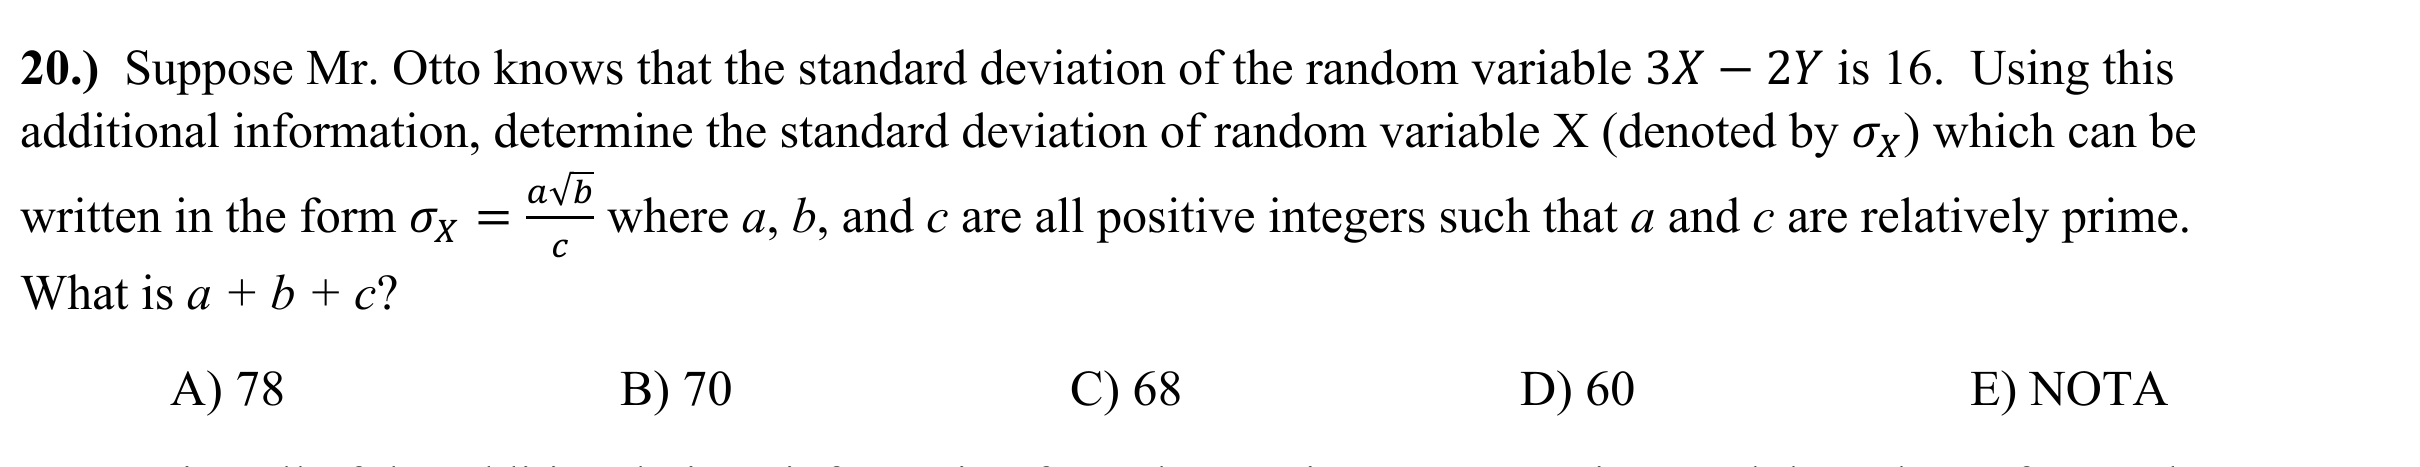 20.) Suppose Mr. Otto knows that the standard deviation of the random variable 3X − 2Y is 16. Using this
additional information, determine the standard deviation of random variable X (denoted by σ_X) which can be
written in the form σ_X = a√b/c where a, b, and c are all positive integers such that a and c are relatively prime.
What is a + b + c?
A) 78 B) 70 C) 68 D) 60 E) NOTA